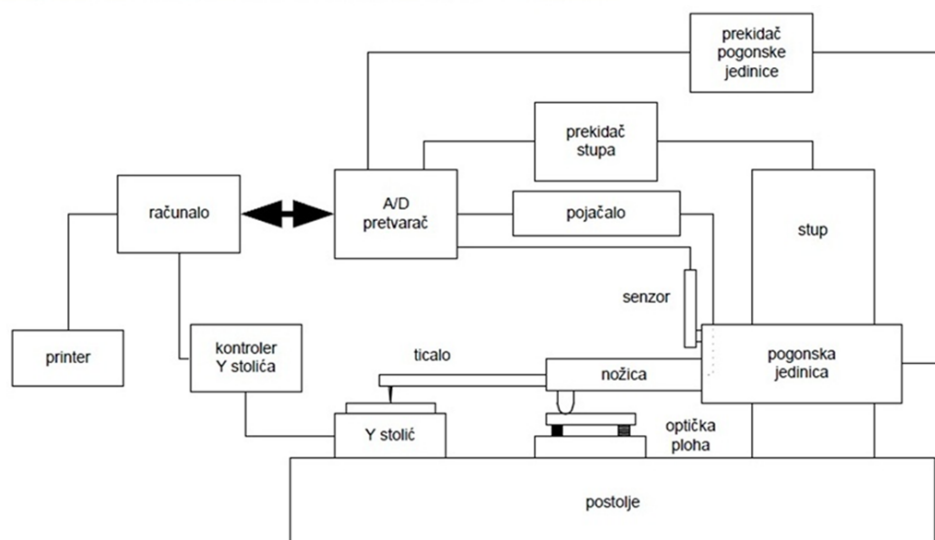 prekidač
pogonske
jedinice
prekidač
stupa
računalo
A/D
pretvarač
pojačalo
stup
senzor
printer
kontroler
Y stolića
ticalo
nožica
pogonska
jedinica
Y stolić
optička
ploha
postolje